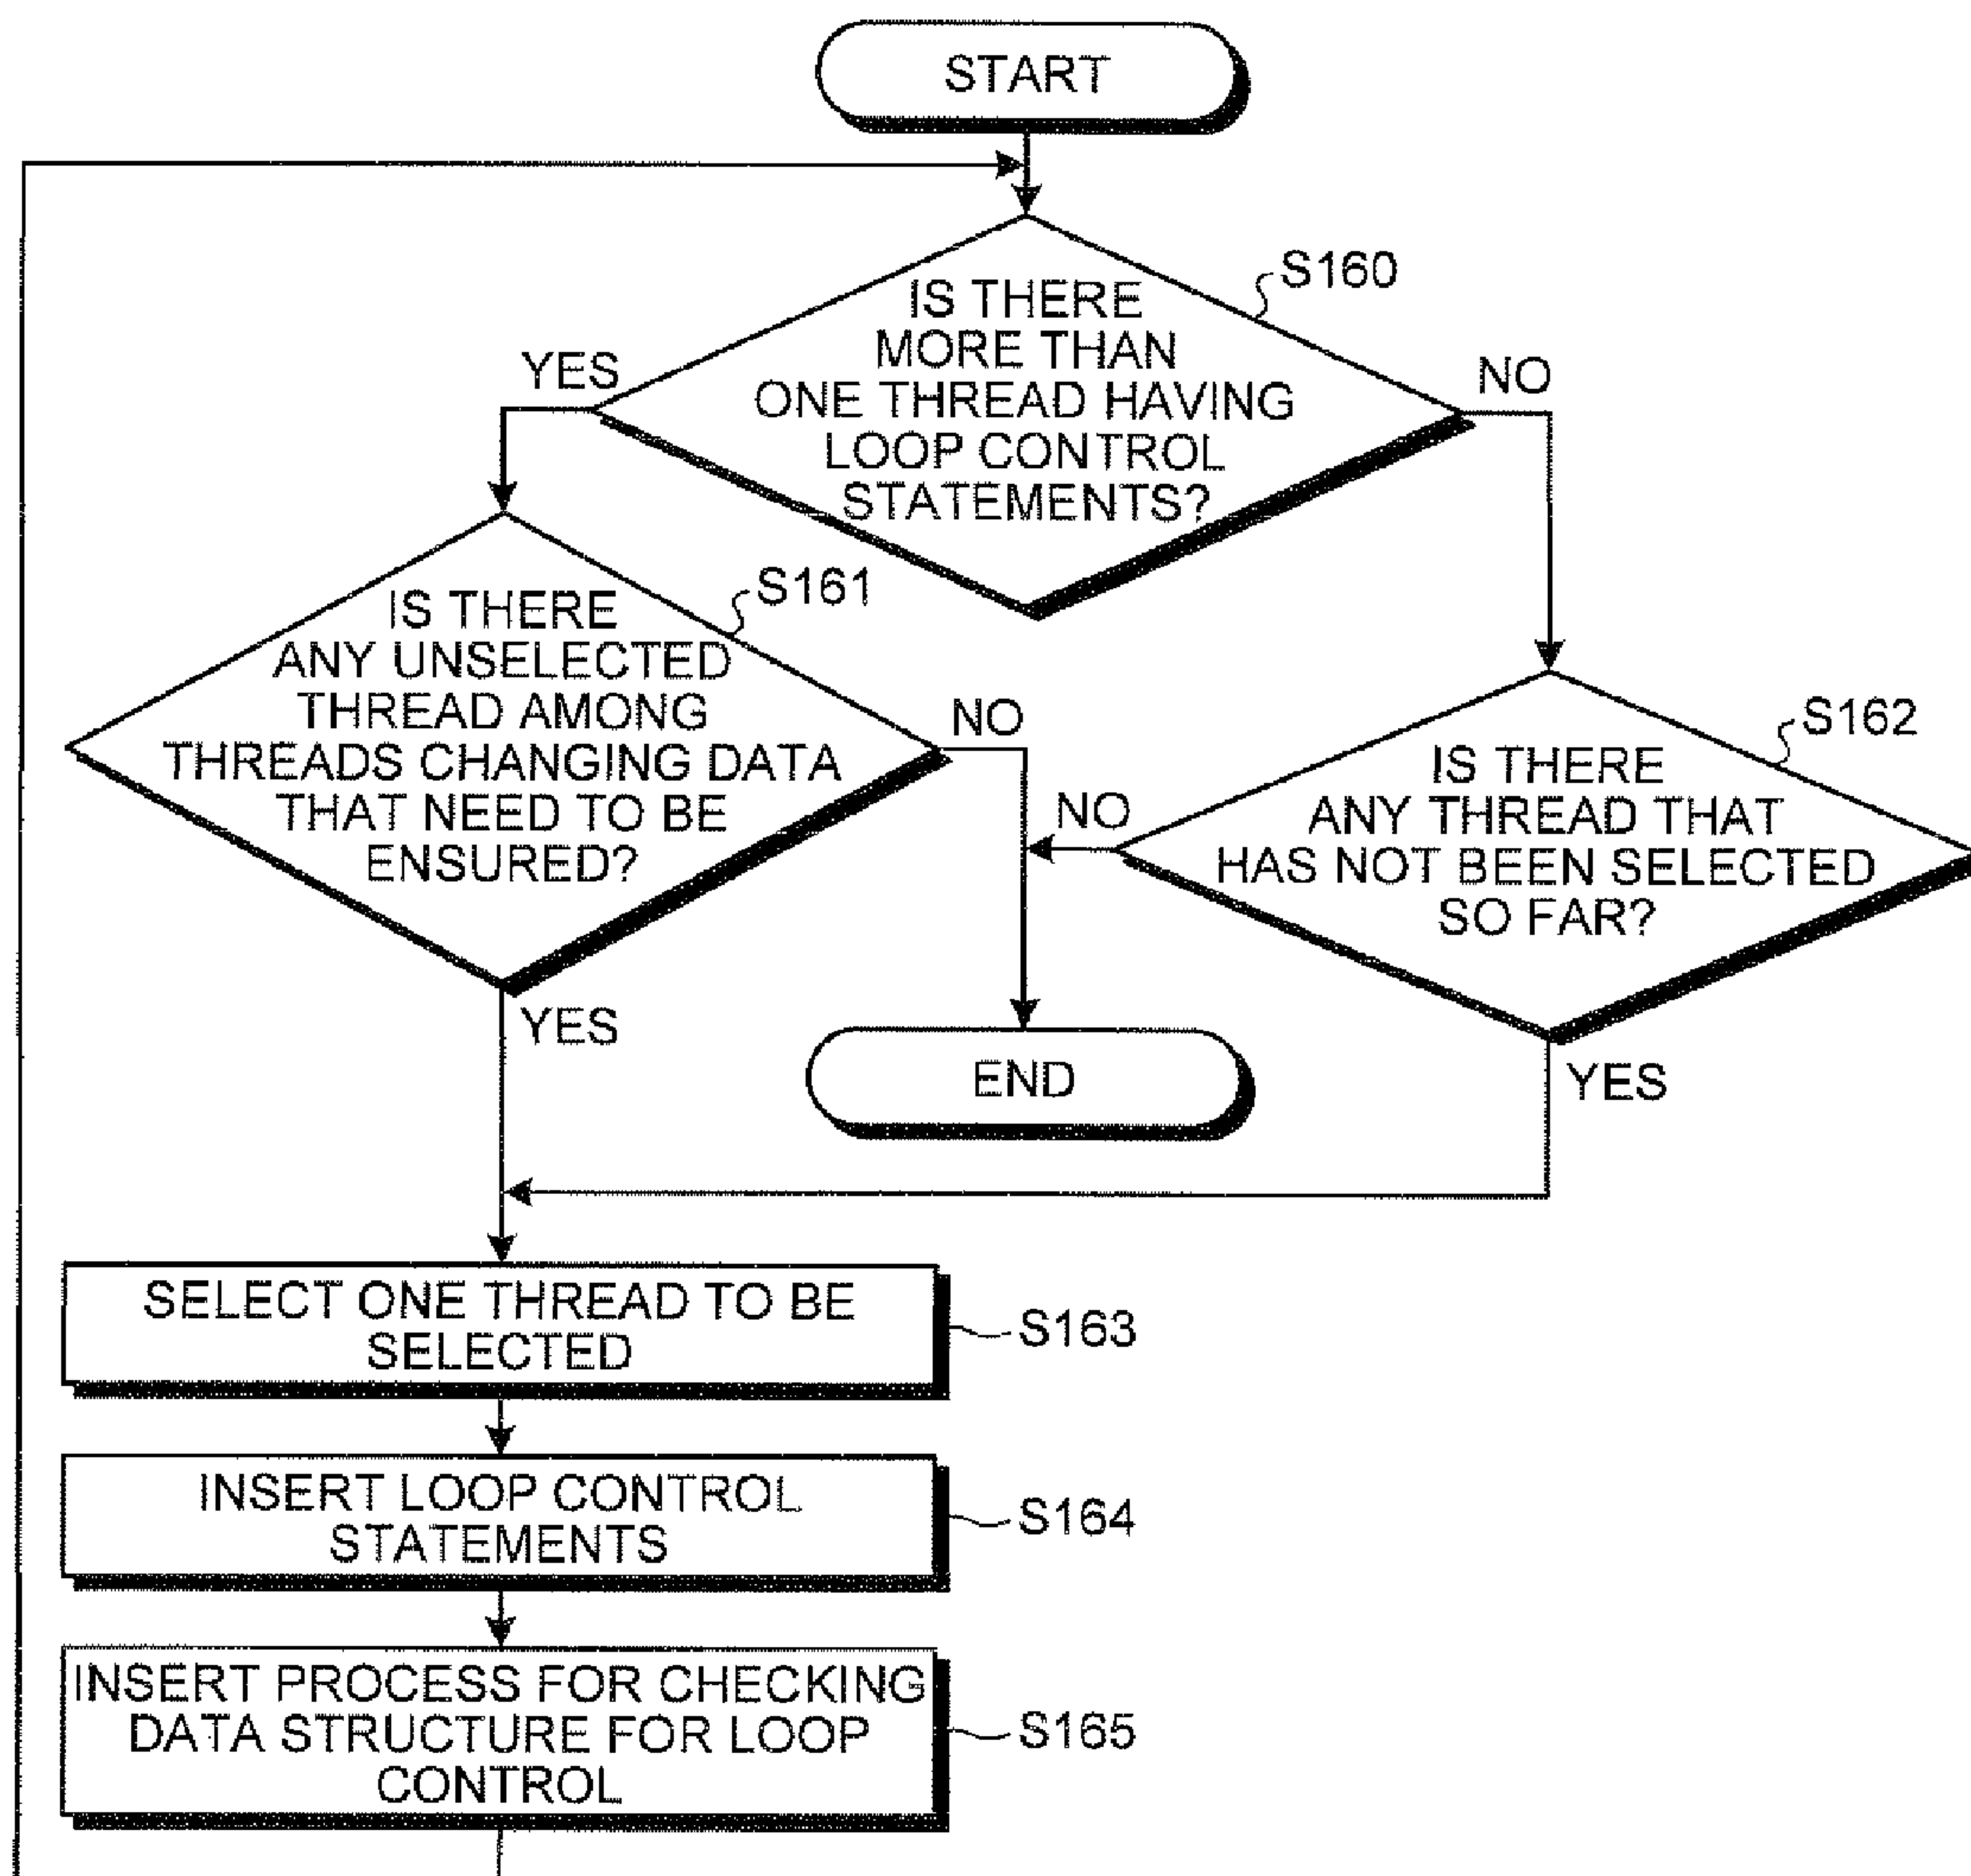 START
S160
IS THERE
MORE THAN
ONE THREAD HAVING
LOOP CONTROL
STATEMENTS?
YES
NO
S161
IS THERE
ANY UNSELECTED
THREAD AMONG
THREADS CHANGING DATA
THAT NEED TO BE
ENSURED?
NO
YES
S162
IS THERE
ANY THREAD THAT
HAS NOT BEEN SELECTED
SO FAR?
NO
YES
END
SELECT ONE THREAD TO BE
SELECTED
S163
INSERT LOOP CONTROL
STATEMENTS
S164
INSERT PROCESS FOR CHECKING
DATA STRUCTURE FOR LOOP
CONTROL
S165